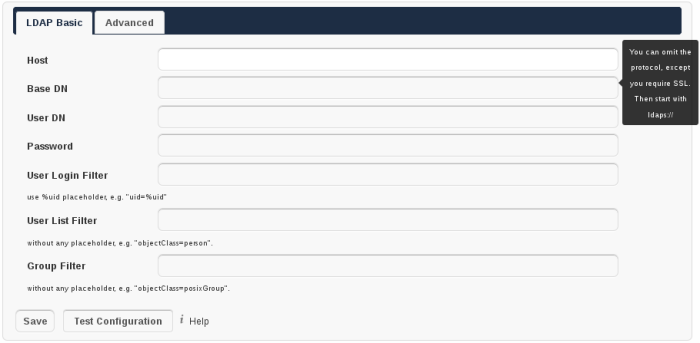 LDAP Basic Advanced
Host
You can omit the
protocol, except
you require SSL.
Then start with
ldaps://
Base DN
User DN
Password
User Login Filter
use %uid placeholder, e.g. "uid=%uid"
User List Filter
without any placeholder, e.g. "objectClass=person".
Group Filter
without any placeholder, e.g. "objectClass=posixGroup".
Save Test Configuration i Help